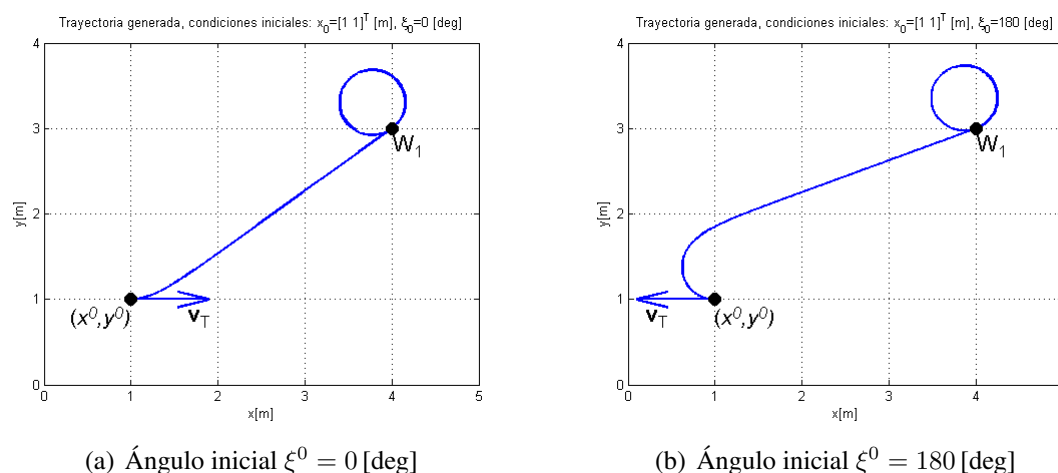 Trayectoria generada, condiciones iniciales: x₀=[1 1]ᵀ [m], ξ₀=0 [deg]
4
3
2
1
0
y[m]
W₁
(x⁰,y⁰)
v_T
0 1 2 3 4 5
x[m]
(a) Ángulo inicial ξ⁰ = 0 [deg]
Trayectoria generada, condiciones iniciales: x₀=[1 1]ᵀ [m], ξ₀=180 [deg]
4
3
2
1
0
y[m]
W₁
v_T
(x⁰,y⁰)
0 1 2 3 4
x[m]
(b) Ángulo inicial ξ⁰ = 180 [deg]